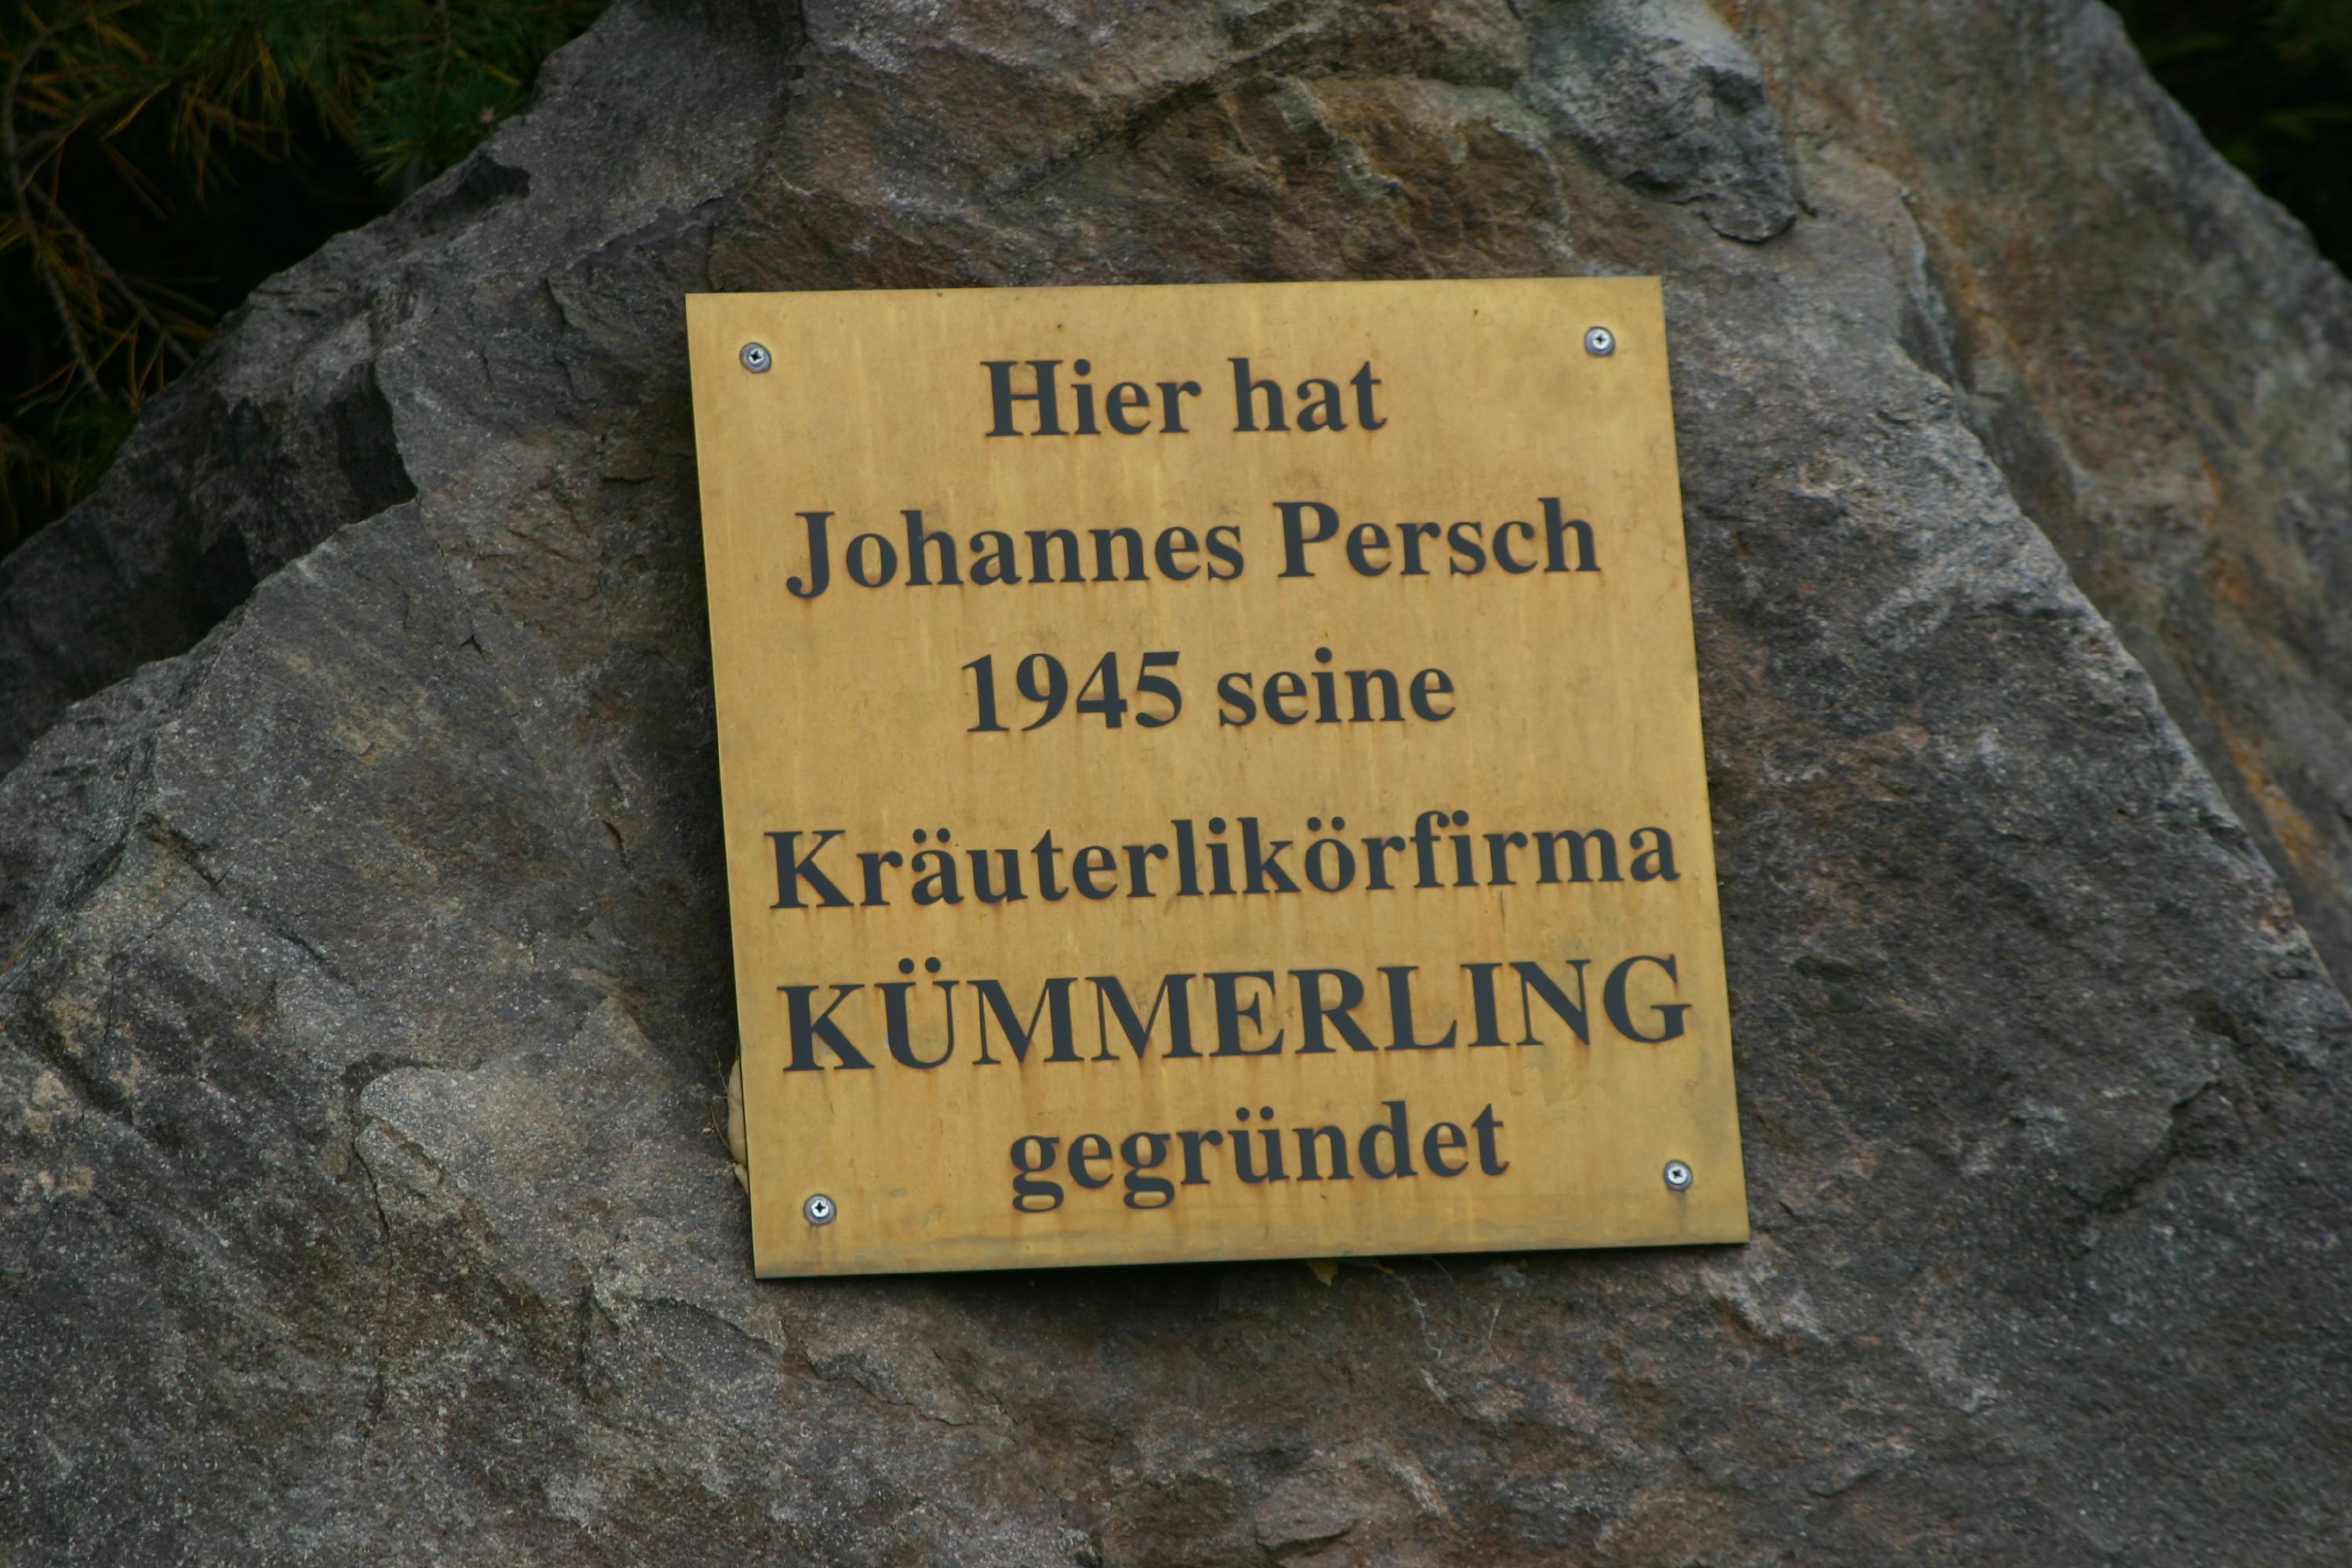 Hier hat
Johannes Persch
1945 seine
Kräuterlikörfirma
KÜMMERLING
gegründet